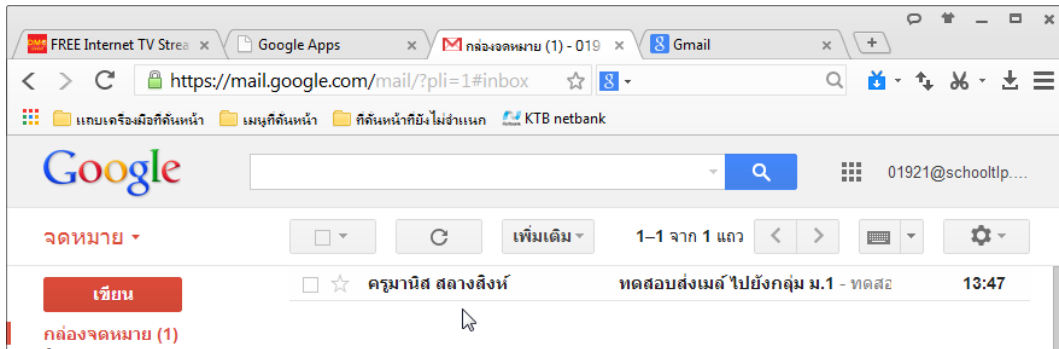 FREE Internet TV Strea
Google Apps
กล่องจดหมาย (1) - 019
Gmail
https://mail.google.com/mail/?pli=1#inbox
แถบเครื่องมือที่คั่นหน้า เมนูที่คั่นหน้า ที่คั่นหน้าที่ยังไม่จำแนก KTB netbank
Google
01921@schooltlp....
จดหมาย
เพิ่มเติม
1–1 จาก 1 แถว
เขียน
ครูมานิส สลางสิงห์ ทดสอบส่งเมล์ ไปยังกลุ่ม ม.1 - ทดสอ 13:47
กล่องจดหมาย (1)